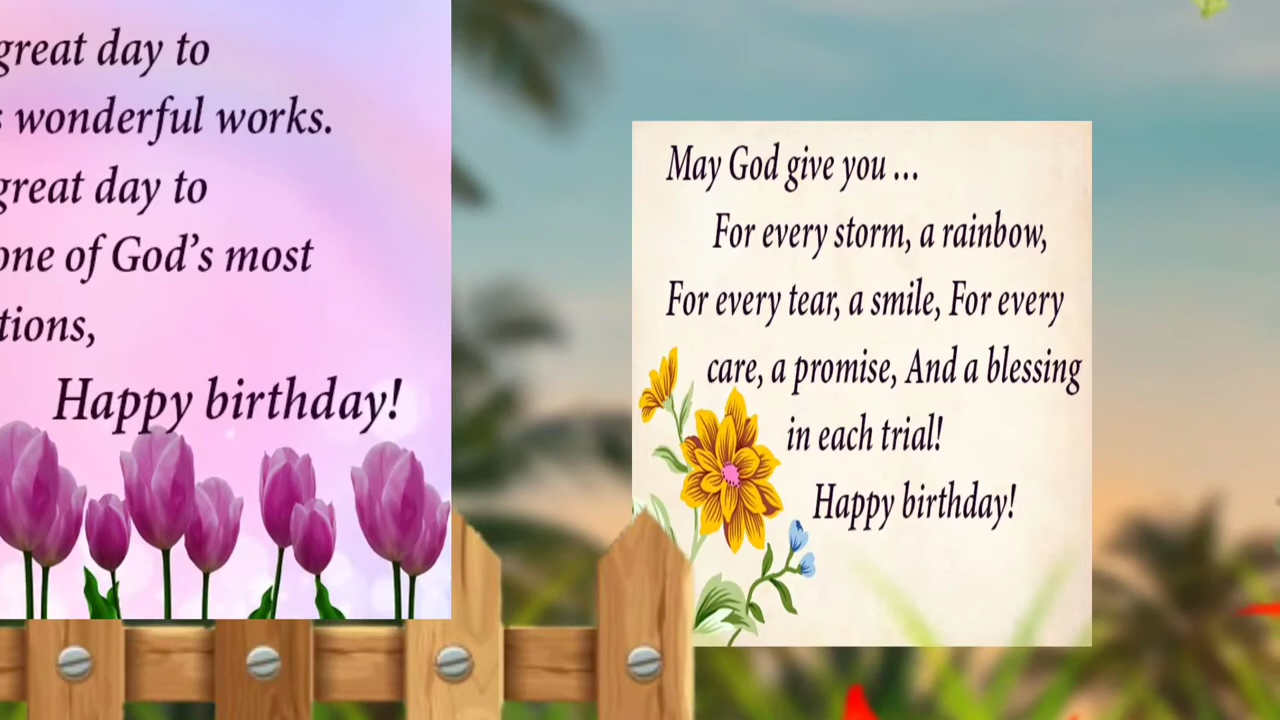 great day to
wonderful works.
great day to
one of God's most
tions,
Happy birthday!
May God give you ...
For every storm, a rainbow,
For every tear, a smile, For every
care, a promise, And a blessing
in each trial!
Happy birthday!